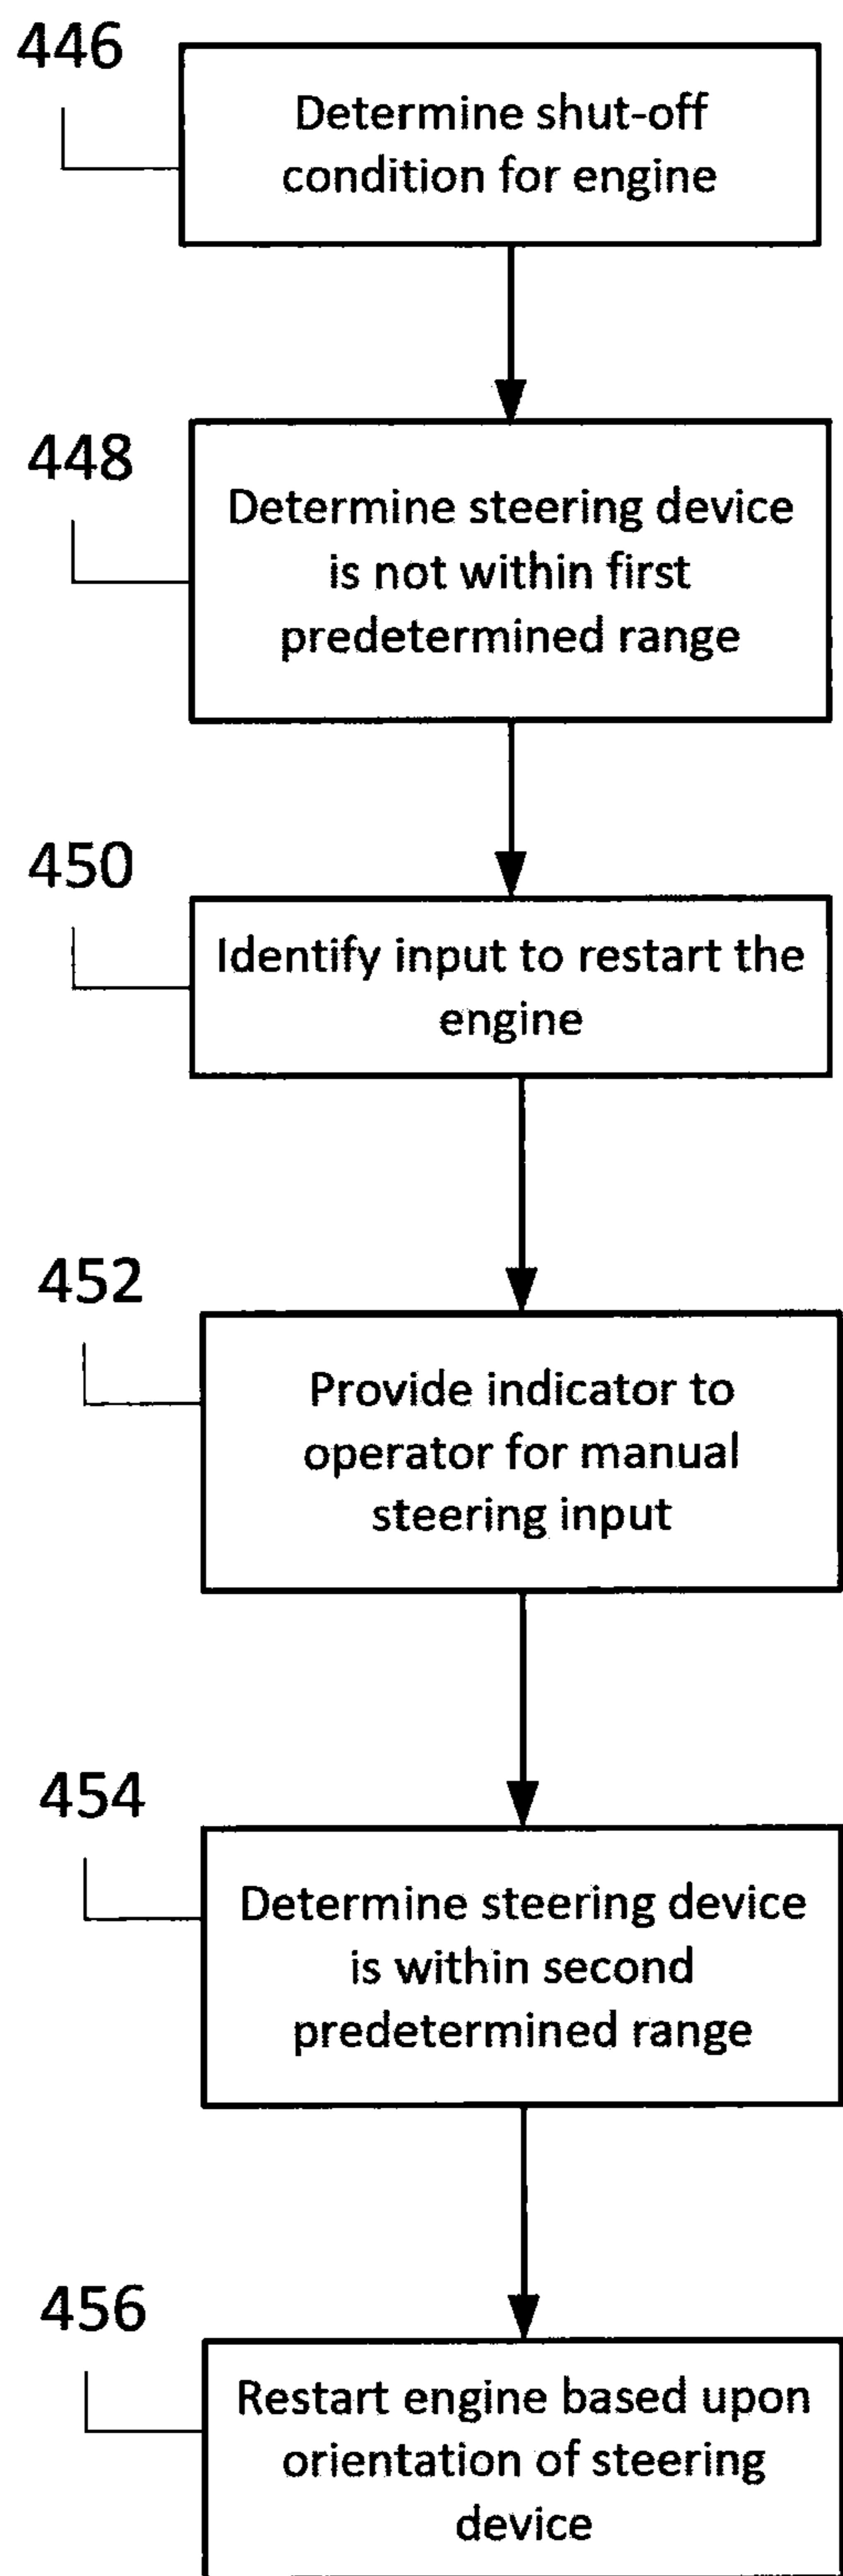 446
Determine shut-off
condition for engine
448
Determine steering device
is not within first
predetermined range
450
Identify input to restart the
engine
452
Provide indicator to
operator for manual
steering input
454
Determine steering device
is within second
predetermined range
456
Restart engine based upon
orientation of steering
device